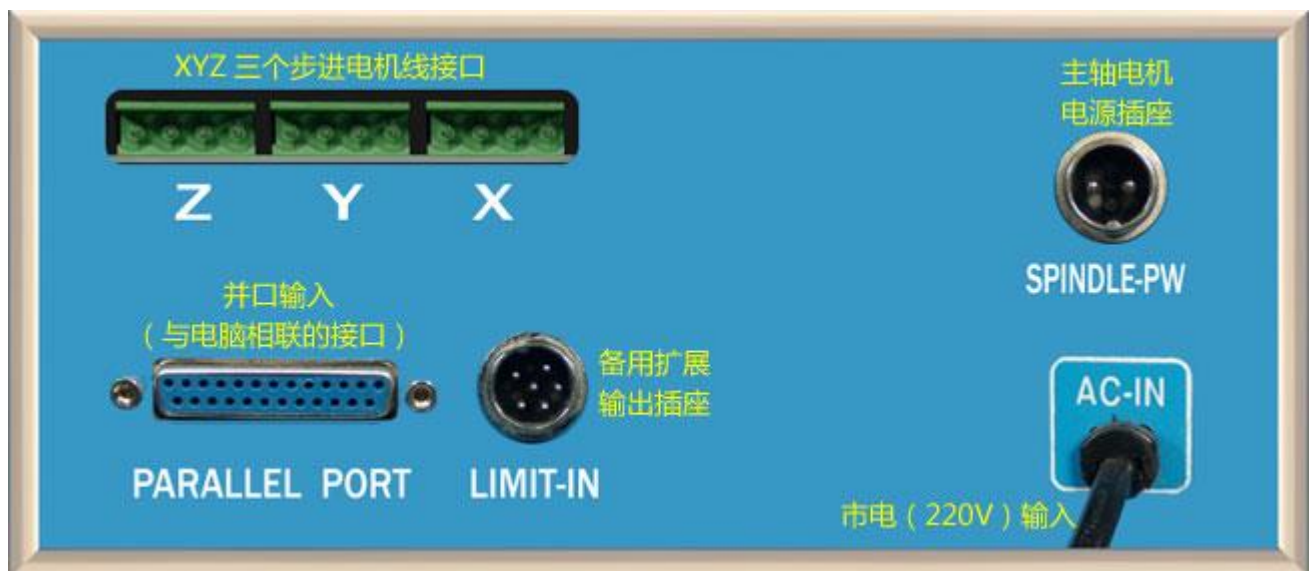 XYZ 三个步进电机线接口
Z Y X
主轴电机
电源插座
SPINDLE-PW
并口输入
（与电脑相联的接口）
PARALLEL PORT
备用扩展
输出插座
LIMIT-IN
AC-IN
市电（220V）输入